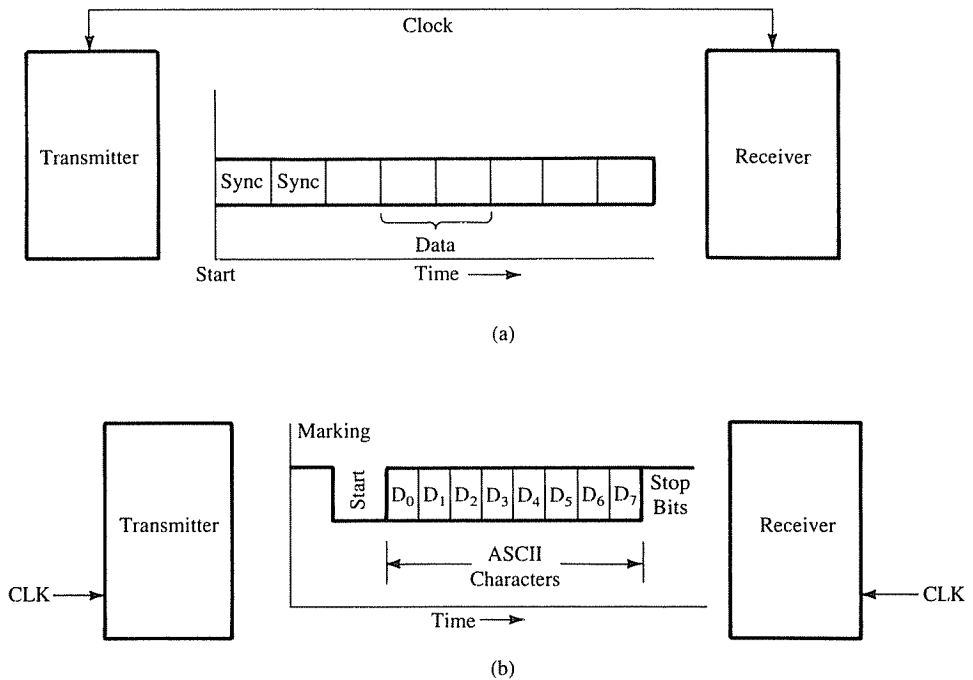 Clock
Transmitter
Receiver
Sync Sync
Data
Start
Time
(a)
Marking
Start
D0 D1 D2 D3 D4 D5 D6 D7
Stop
Bits
Transmitter
Receiver
ASCII
Characters
CLK
CLK
Time
(b)